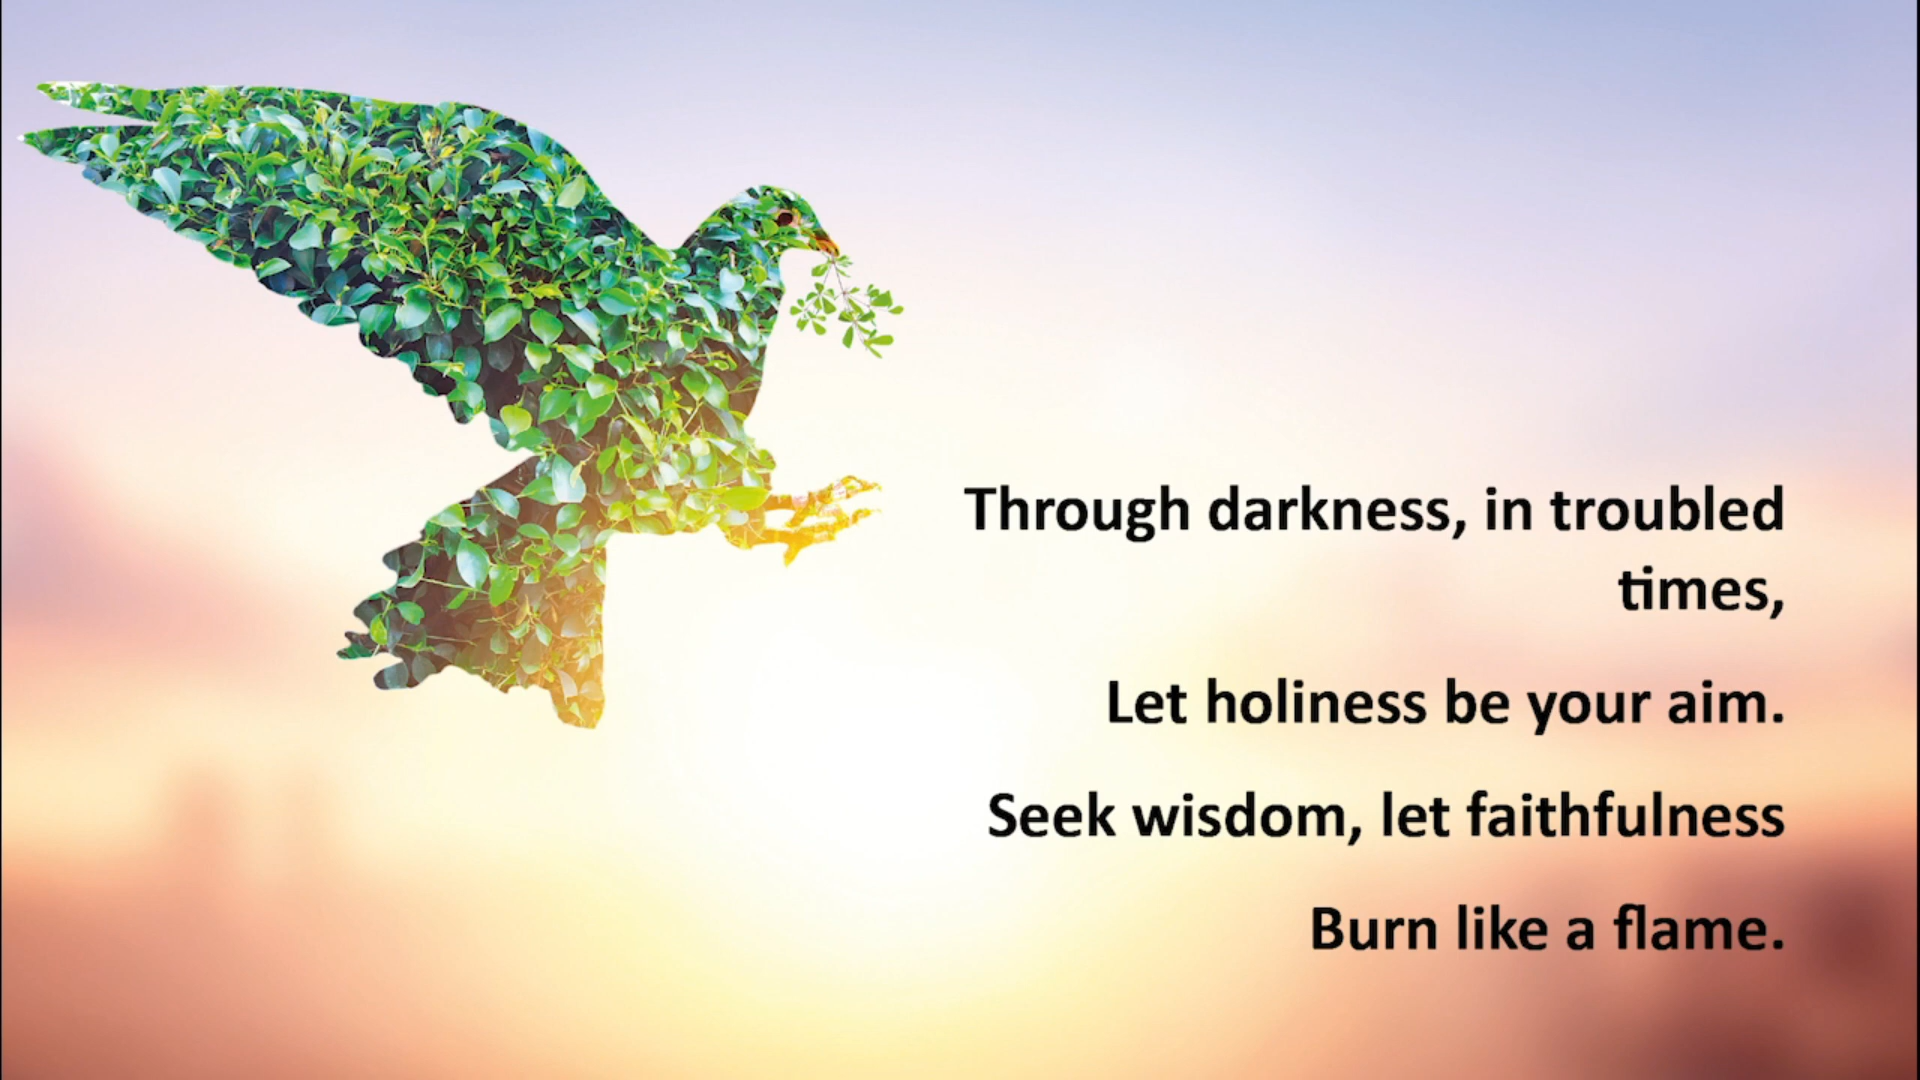 Through darkness, in troubled
times,
Let holiness be your aim.
Seek wisdom, let faithfulness
Burn like a flame.